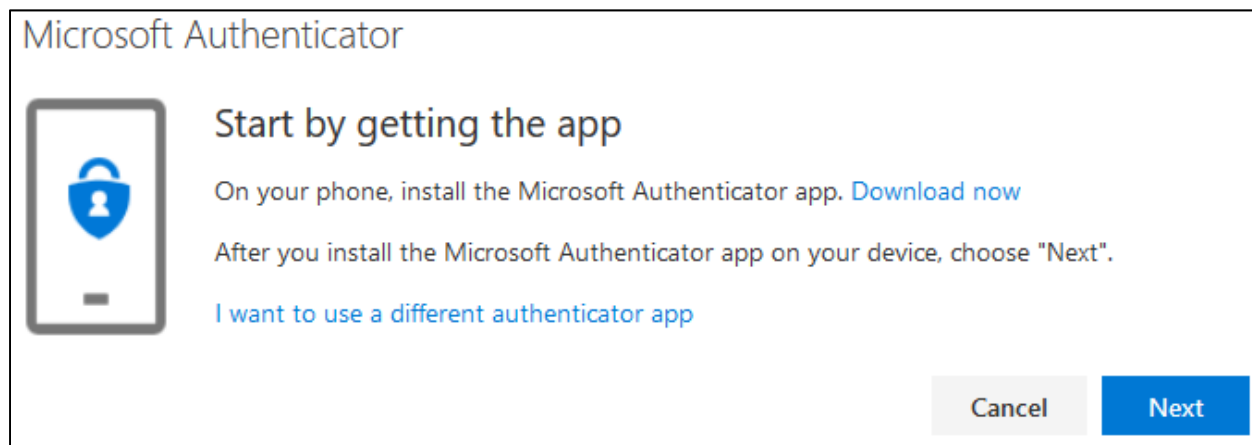 Microsoft Authenticator
Start by getting the app
On your phone, install the Microsoft Authenticator app. Download now
After you install the Microsoft Authenticator app on your device, choose "Next".
I want to use a different authenticator app
Cancel Next